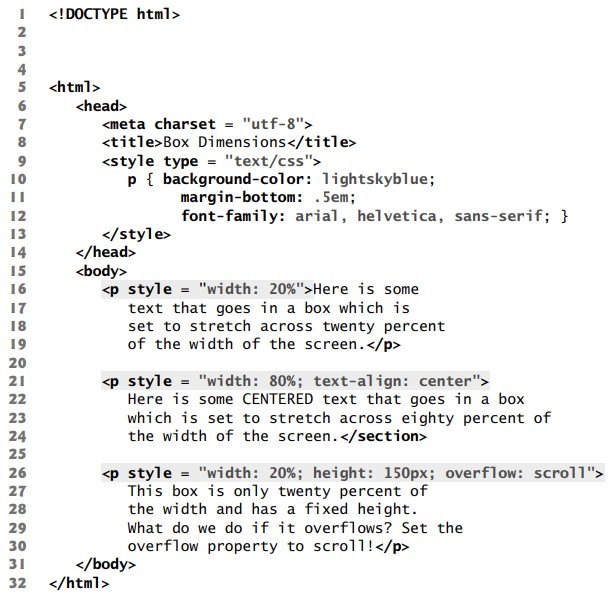 1 <!DOCTYPE html>
2
3
4
5 <html>
6 <head>
7 <meta charset = "utf-8">
8 <title>Box Dimensions</title>
9 <style type = "text/css">
10 p { background-color: lightskyblue;
11 margin-bottom: .5em;
12 font-family: arial, helvetica, sans-serif; }
13 </style>
14 </head>
15 <body>
16 <p style = "width: 20%">Here is some
17 text that goes in a box which is
18 set to stretch across twenty percent
19 of the width of the screen.</p>
20
21 <p style = "width: 80%; text-align: center">
22 Here is some CENTERED text that goes in a box
23 which is set to stretch across eighty percent of
24 the width of the screen.</section>
25
26 <p style = "width: 20%; height: 150px; overflow: scroll">
27 This box is only twenty percent of
28 the width and has a fixed height.
29 What do we do if it overflows? Set the
30 overflow property to scroll!</p>
31 </body>
32 </html>